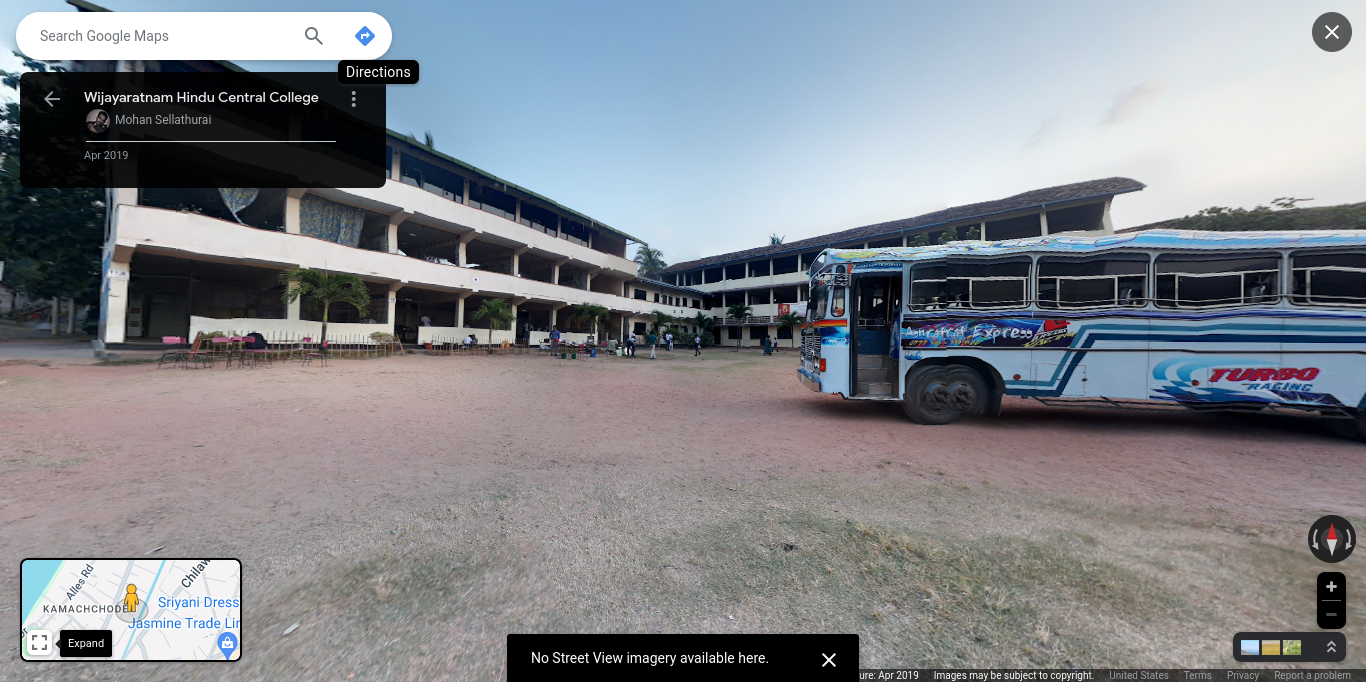 Search Google Maps
Directions
Wijayaratnam Hindu Central College
Mohan Sellathurai
Apr 2019
Express
TURBO
RACING
Alles Rd
Chilaw
KAMACHCHODE
Sriyani Dress
Jasmine Trade Lin
Expand
No Street View imagery available here.
ure: Apr 2019
Images may be subject to copyright.
United States
Terms
Privacy
Report a problem